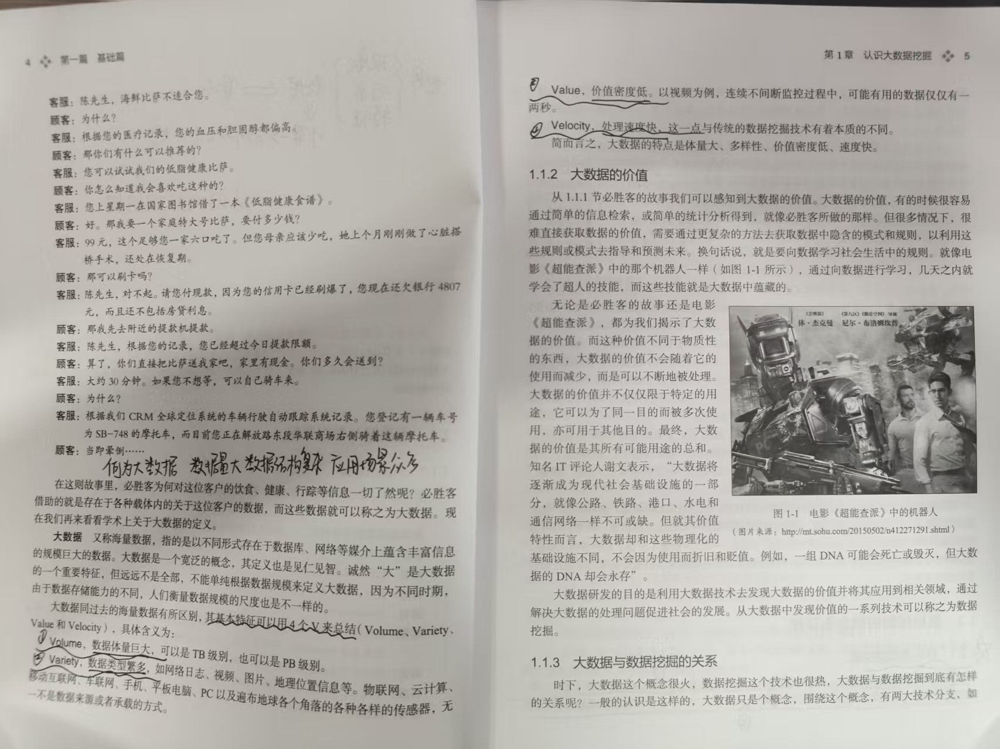 4 第一篇 基础篇
客服：陈先生，海鲜比萨不适合您。
顾客：为什么？
客服：根据您的医疗记录，您的血压和胆固醇都偏高。
顾客：那你们有什么可以推荐的？
客服：您可以试试我们的低脂健康比萨。
顾客：你怎么知道我会喜欢吃这种的？
客服：您上星期一在国家图书馆借了一本《低脂健康食谱》。
顾客：好。那我要一个家庭特大号比萨，要付多少钱？
客服：99 元，这个足够您一家六口吃了。但您母亲应该少吃，她上个月刚刚做了心脏搭
桥手术，还处在恢复期。
顾客：那可以刷卡吗？
客服：陈先生，对不起。请您付现款，因为您的信用卡已经刷爆了，您现在还欠银行 4807
元，而且还不包括房贷利息。
顾客：那我先去附近的提款机提款。
客服：陈先生，根据您的记录，您已经超过今日提款限额。
顾客：算了，你们直接把比萨送我家吧，家里有现金。你们多久会送到？
客服：大约 30 分钟。如果您不想等，可以自己骑车来。
顾客：为什么？
客服：根据我们 CRM 全球定位系统的车辆行驶自动跟踪系统记录。您登记有一辆车号
为 SB-748 的摩托车，而目前您正在解放路东段华联商场右侧骑着这辆摩托车。
顾客：当即晕倒……
何为大数据 数据量大 数据结构复杂 应用场景众多
在这则故事里，必胜客为何对这位客户的饮食、健康、行踪等信息一切了然呢？必胜客
借助的就是存在于各种载体内的关于这位客户的数据，而这些数据就可以称之为大数据。现
在我们再来看看学术上关于大数据的定义。
大数据 又称海量数据，指的是以不同形式存在于数据库、网络等媒介上蕴含丰富信息
的规模巨大的数据。大数据是一个宽泛的概念，其定义也是见仁见智。诚然“大”是大数据
的一个重要特征，但远远不是全部，不能单纯根据数据规模来定义大数据，因为不同时期，
由于数据存储能力的不同，人们衡量数据规模的尺度也是不一样的。
大数据同过去的海量数据有所区别，其基本特征可以用 4 个 V 来总结（Volume、Variety、
Value 和 Velocity），具体含义为：
① Volume，数据体量巨大，可以是 TB 级别，也可以是 PB 级别。
② Variety，数据类型繁多，如网络日志、视频、图片、地理位置信息等。物联网、云计算、
移动互联网、车联网、手机、平板电脑、PC 以及遍布地球各个角落的各种各样的传感器，无
一不是数据来源或者承载的方式。
第 1 章 认识大数据挖掘 5
③ Value，价值密度低。以视频为例，连续不间断监控过程中，可能有用的数据仅仅有一
两秒。
④ Velocity，处理速度快，这一点与传统的数据挖掘技术有着本质的不同。
简而言之，大数据的特点是体量大、多样性、价值密度低、速度快。
1.1.2 大数据的价值
从 1.1.1 节必胜客的故事我们可以感知到大数据的价值。大数据的价值，有的时候很容易
通过简单的信息检索，或简单的统计分析得到，就像必胜客所做的那样。但很多情况下，很
难直接获取数据的价值，需要通过更复杂的方法去获取数据中隐含的模式和规则，以利用这
些规则或模式去指导和预测未来。换句话说，就是要向数据学习社会生活中的规则。就像电
影《超能查派》中的那个机器人一样（如图 1-1 所示），通过向数据进行学习，几天之内就
学会了超人的技能，而这些技能就是大数据中蕴藏的。
无论是必胜客的故事还是电影
《超能查派》，都为我们揭示了大数
据的价值。而这种价值不同于物质性
的东西，大数据的价值不会随着它的
使用而减少，而是可以不断地被处理。
大数据的价值并不仅仅限于特定的用
途，它可以为了同一目的而被多次使
用，亦可用于其他目的。最终，大数
据的价值是其所有可能用途的总和。
知名 IT 评论人谢文表示，“大数据将
逐渐成为现代社会基础设施的一部
分，就像公路、铁路、港口、水电和
通信网络一样不可或缺。但就其价值
特性而言，大数据却和这些物理化的
基础设施不同，不会因为使用而折旧和贬值。例如，一组 DNA 可能会死亡或毁灭，但大数
据的 DNA 却会永存”。
《金刚狼》 《第九区》《极乐空间》导演
休·杰克曼 尼尔·布洛姆坎普
图 1-1 电影《超能查派》中的机器人
（图片来源：http://mt.sohu.com/20150502/n412271291.shtml）
大数据研发的目的是利用大数据技术去发现大数据的价值并将其应用到相关领域，通过
解决大数据的处理问题促进社会的发展。从大数据中发现价值的一系列技术可以称之为数据
挖掘。
1.1.3 大数据与数据挖掘的关系
时下，大数据这个概念很火，数据挖掘这个技术也很热，大数据与数据挖掘到底有怎样
的关系呢？一般的认识是这样的，大数据只是个概念，围绕这个概念，有两大技术分支，如